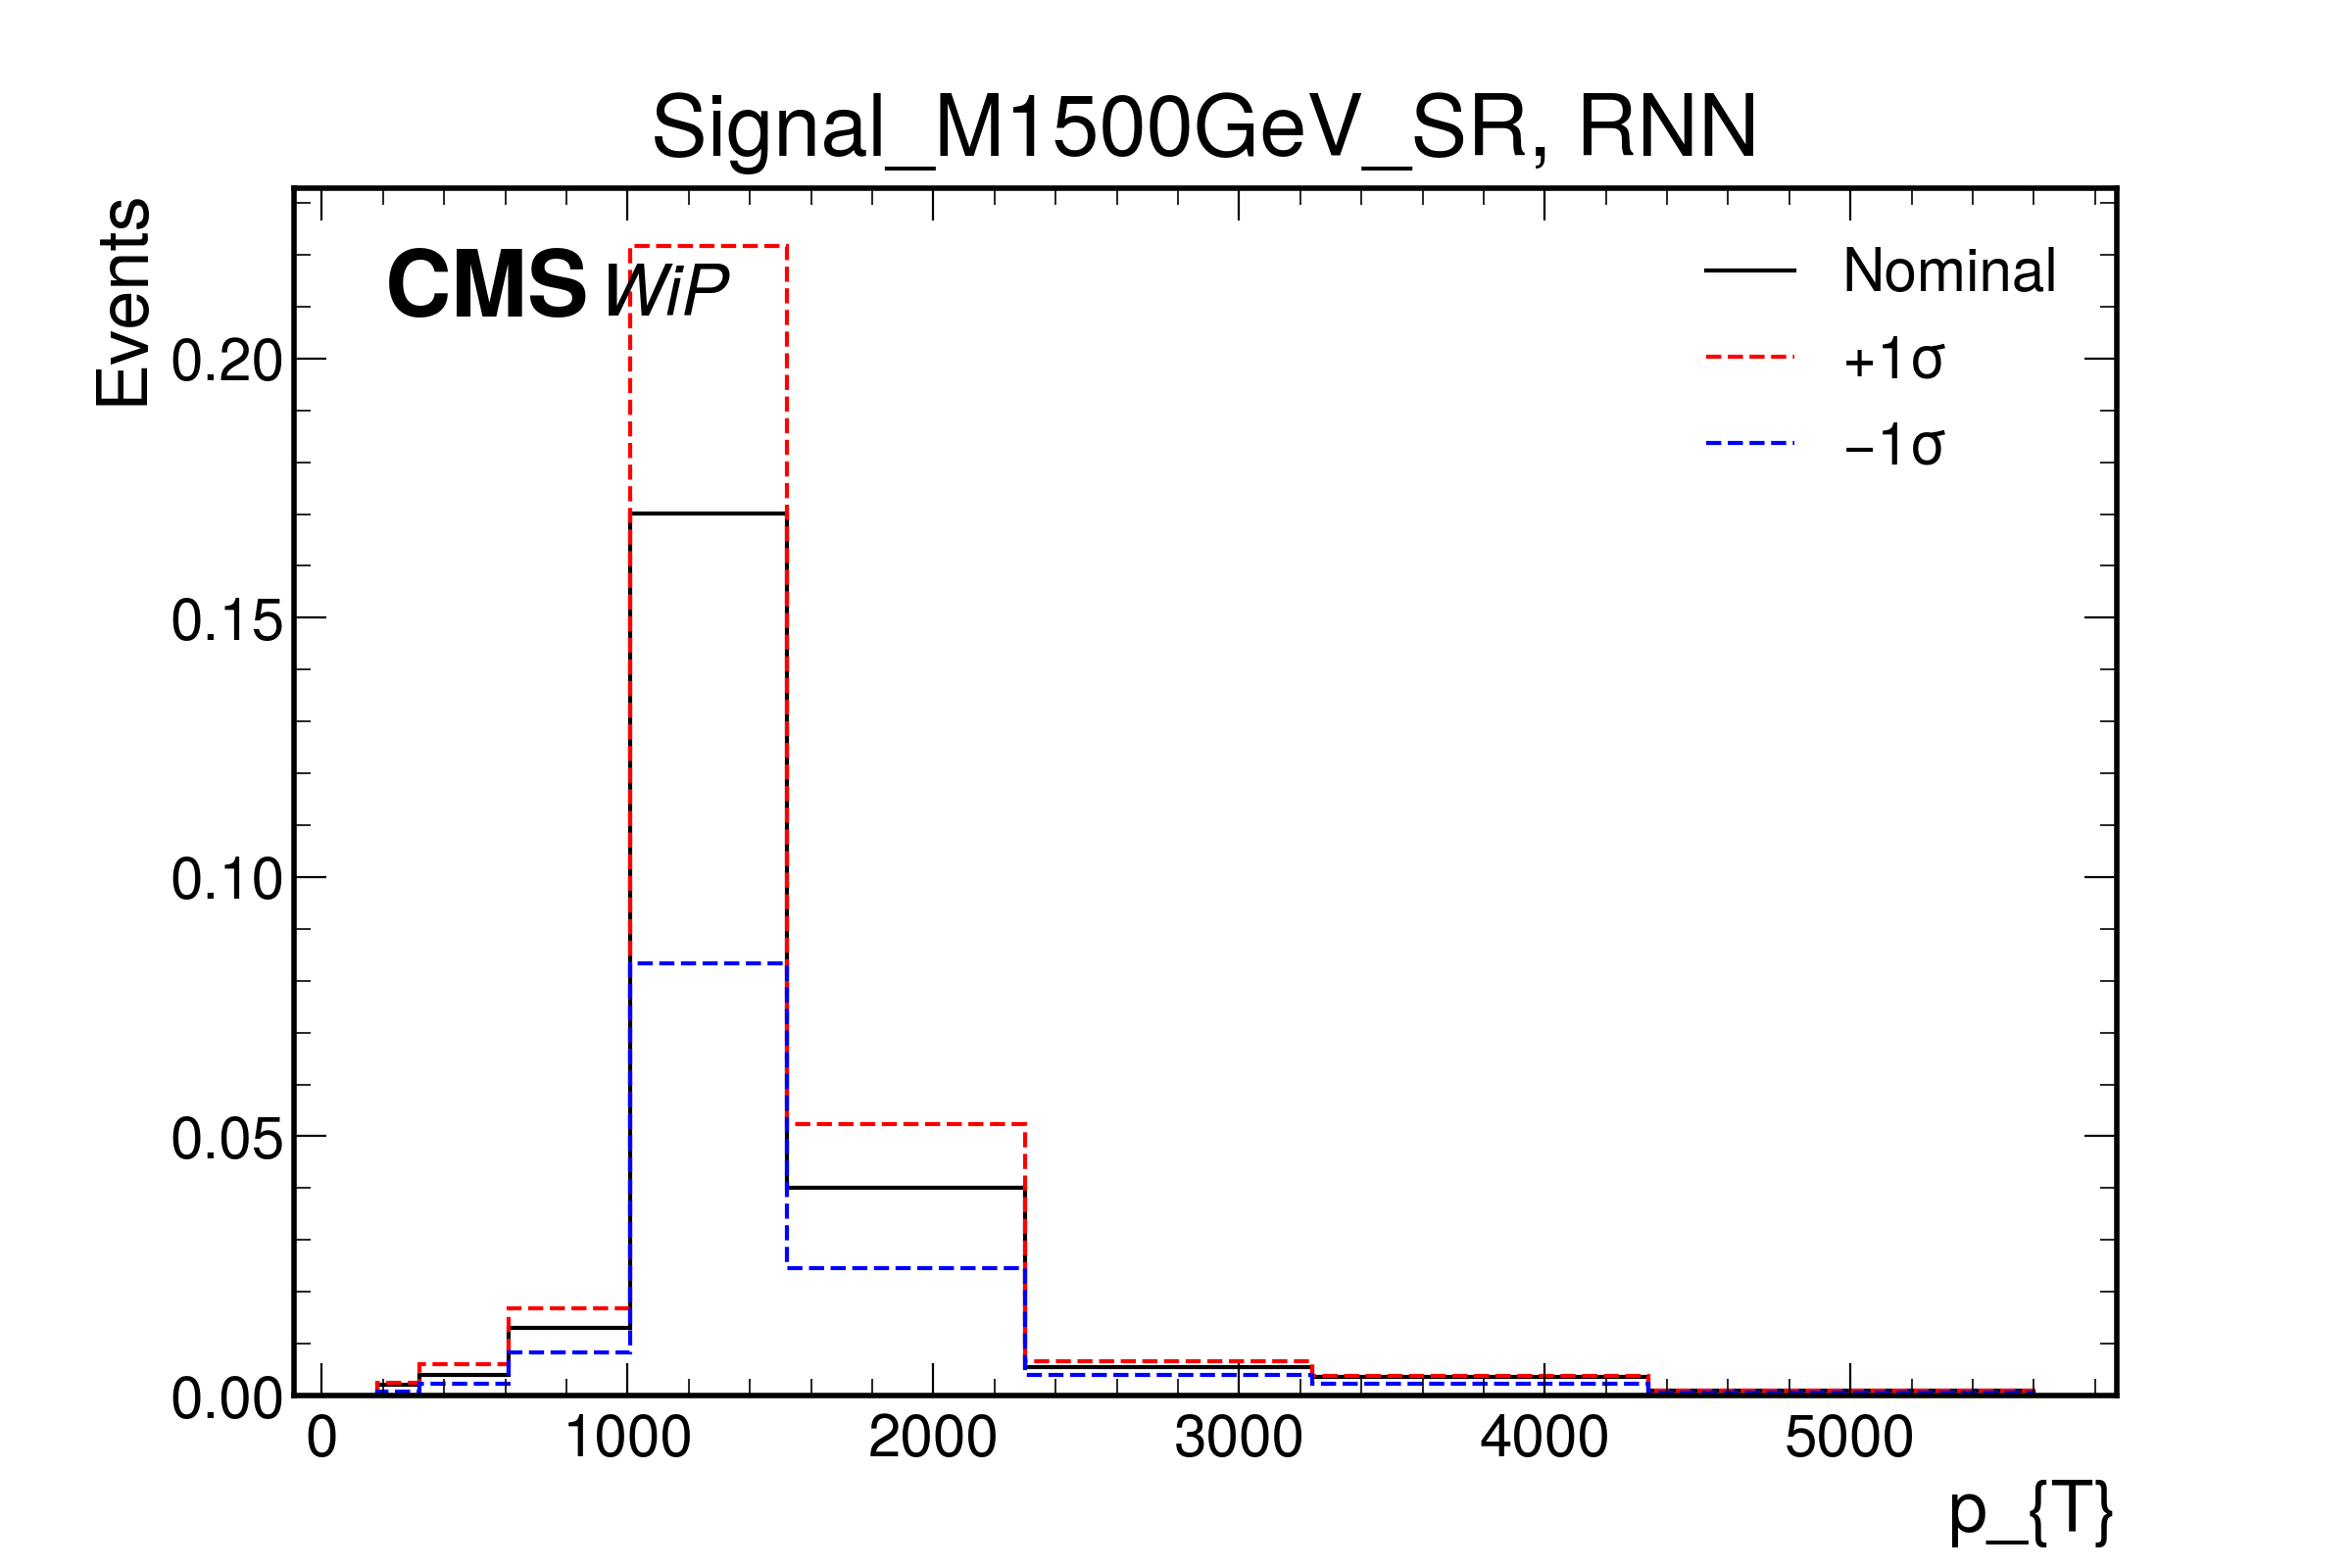 Signal_M1500GeV_SR, RNN
Events
CMS WiP
Nominal
+1σ
−1σ
0.20
0.15
0.10
0.05
0.00
0 1000 2000 3000 4000 5000
p_{T}